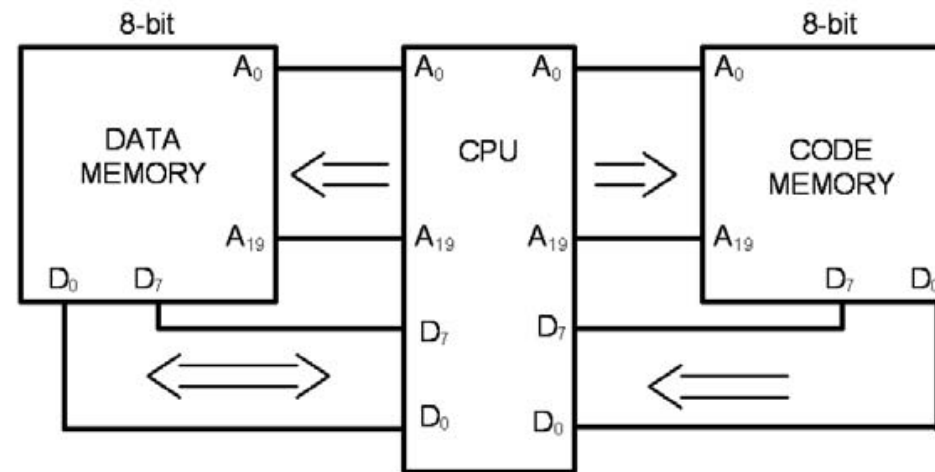 8-bit
8-bit
A₀
A₀
A₀
A₀
DATA
MEMORY
CPU
CODE
MEMORY
A₁₉
A₁₉
A₁₉
A₁₉
D₀
D₇
D₇
D₀
D₇
D₇
D₀
D₀